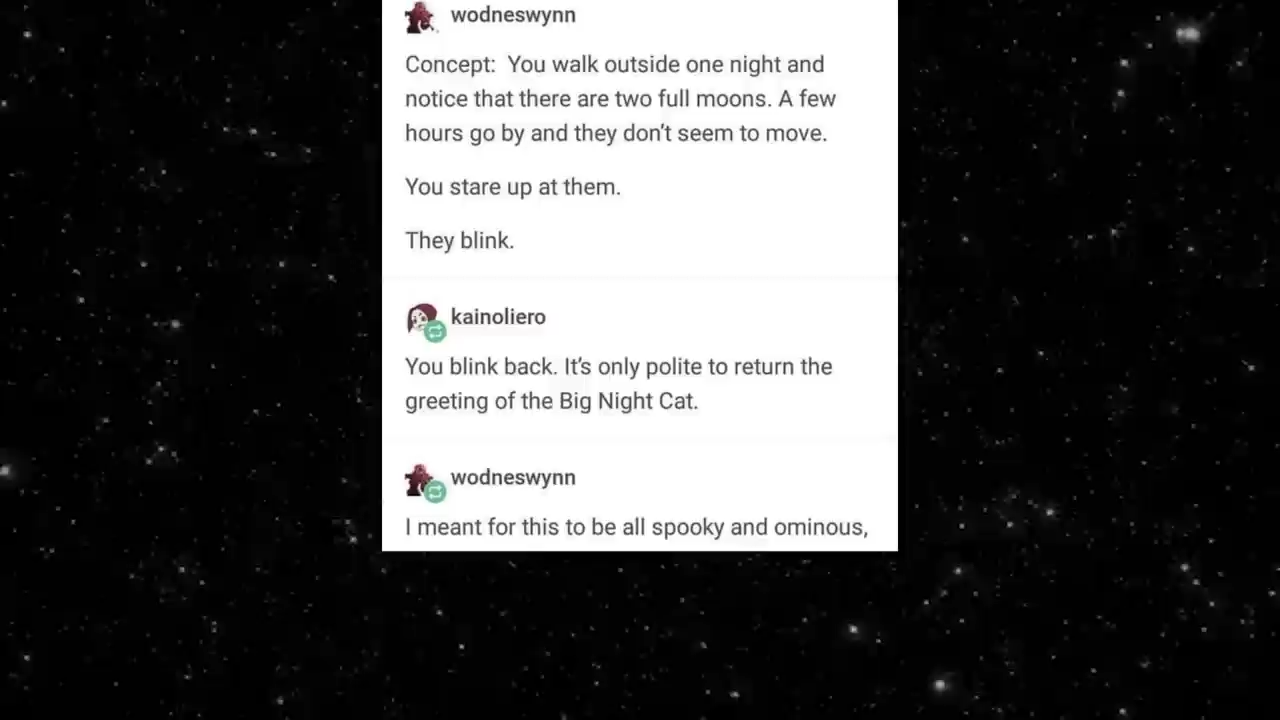 wodneswynn
Concept: You walk outside one night and
notice that there are two full moons. A few
hours go by and they don't seem to move.
You stare up at them.
They blink.
kainoliero
You blink back. It's only polite to return the
greeting of the Big Night Cat.
wodneswynn
I meant for this to be all spooky and ominous,